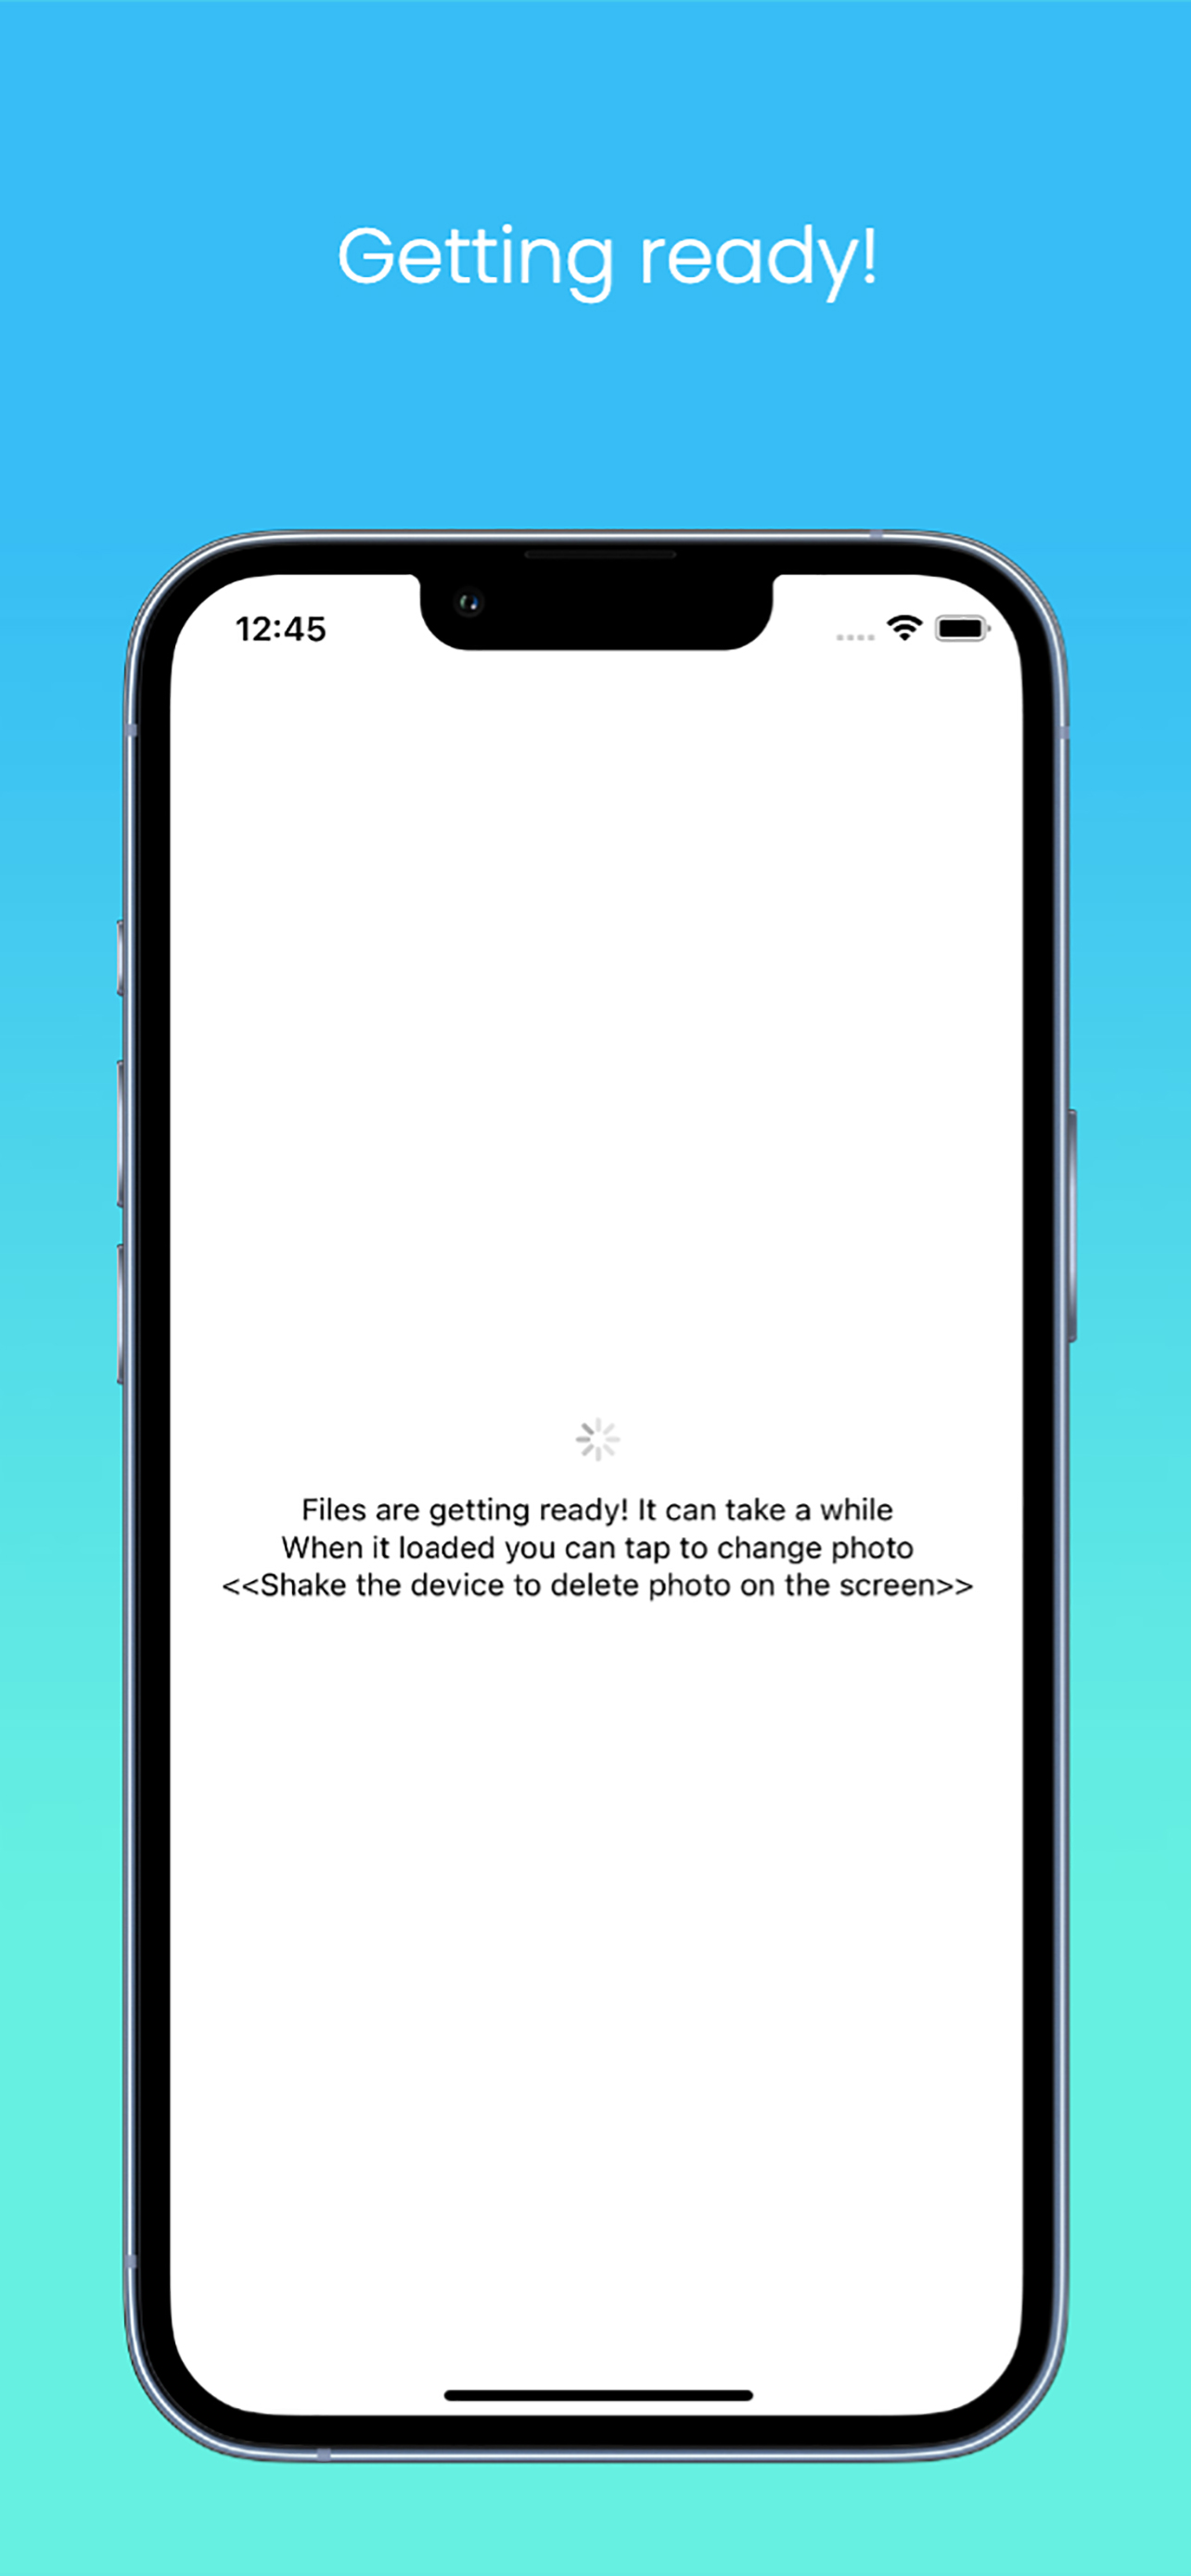 Getting ready!
12:45
Files are getting ready! It can take a while
When it loaded you can tap to change photo
<<Shake the device to delete photo on the screen>>